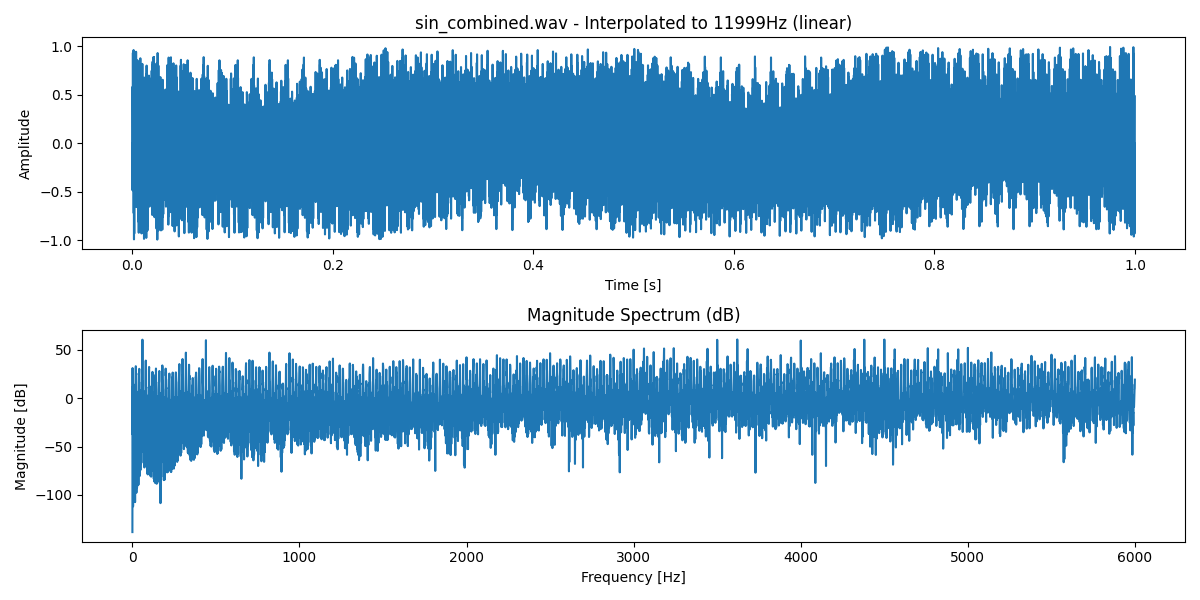 sin_combined.wav - Interpolated to 11999Hz (linear)
1.0
0.5
0.0
−0.5
−1.0
Amplitude
0.0 0.2 0.4 0.6 0.8 1.0
Time [s]
Magnitude Spectrum (dB)
50
0
−50
−100
Magnitude [dB]
0 1000 2000 3000 4000 5000 6000
Frequency [Hz]